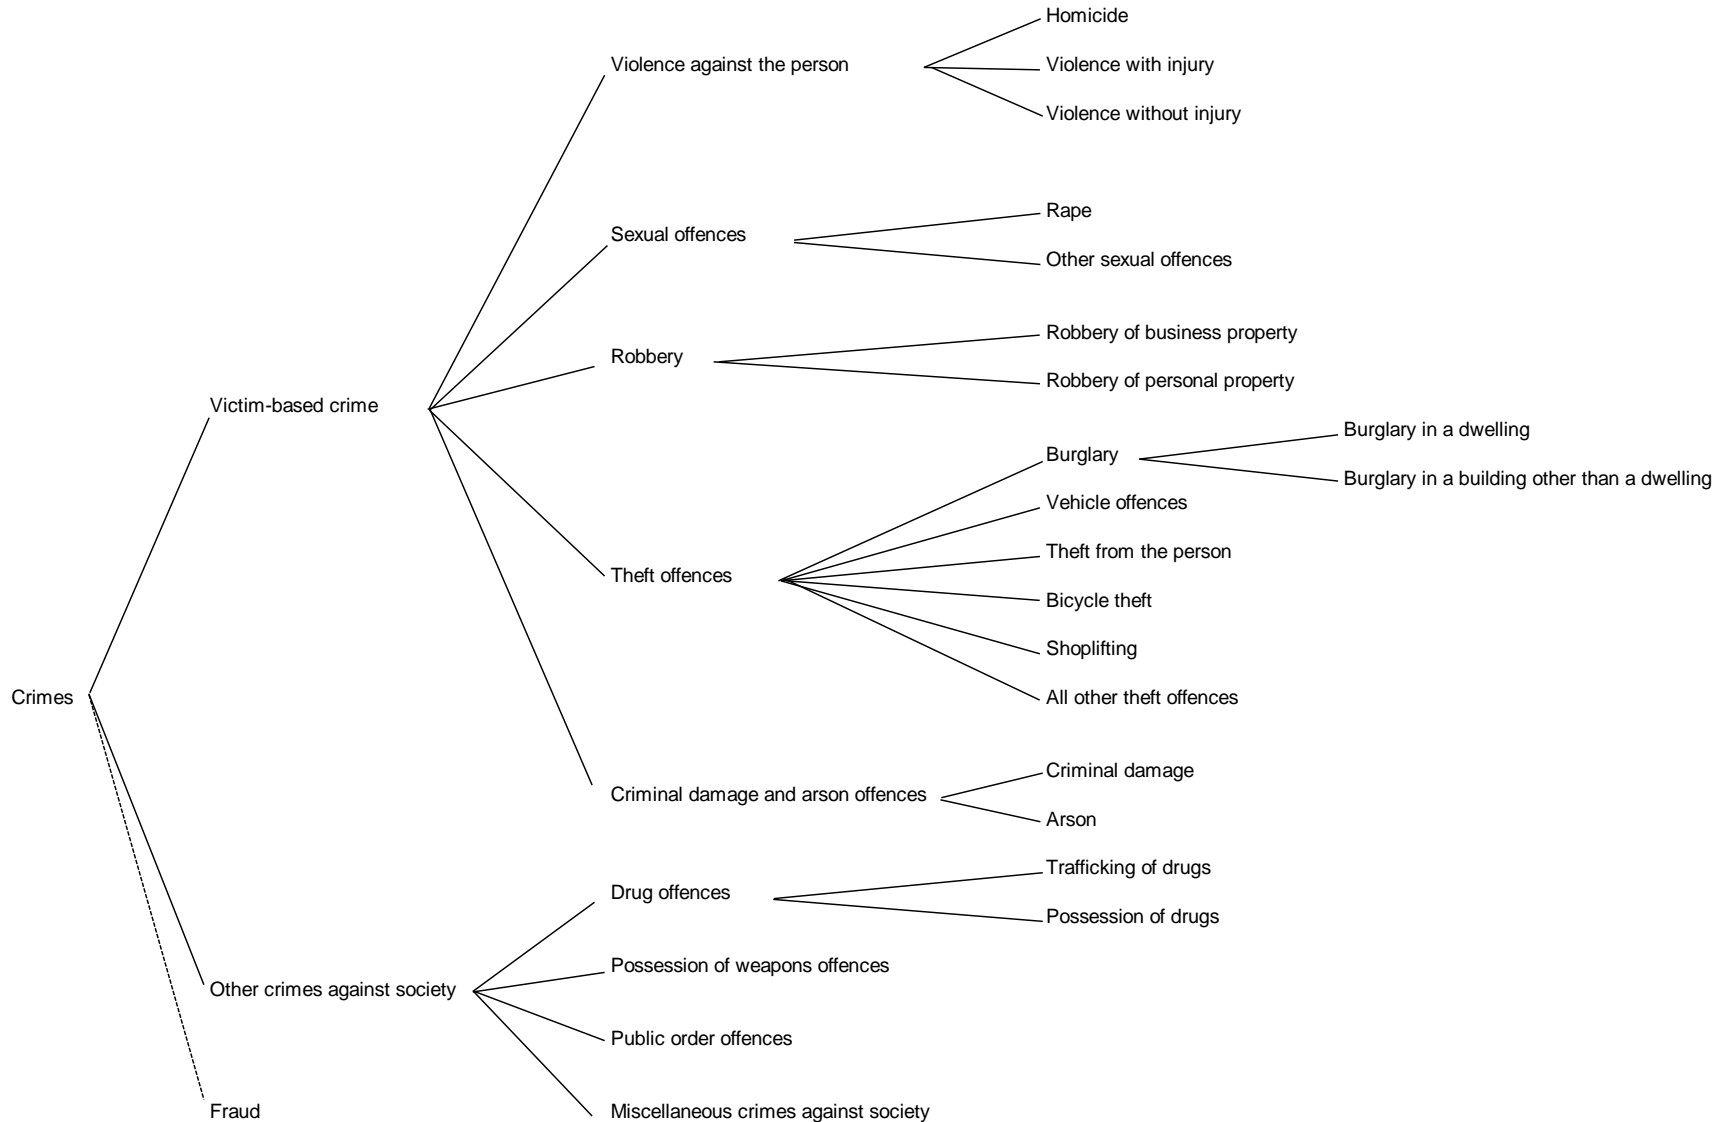 Homicide
Violence against the person
Violence with injury
Violence without injury
Rape
Sexual offences
Other sexual offences
Robbery of business property
Robbery
Robbery of personal property
Victim-based crime
Burglary in a dwelling
Burglary
Burglary in a building other than a dwelling
Vehicle offences
Theft from the person
Theft offences
Bicycle theft
Shoplifting
Crimes
All other theft offences
Criminal damage
Criminal damage and arson offences
Arson
Trafficking of drugs
Drug offences
Possession of drugs
Possession of weapons offences
Other crimes against society
Public order offences
Fraud
Miscellaneous crimes against society